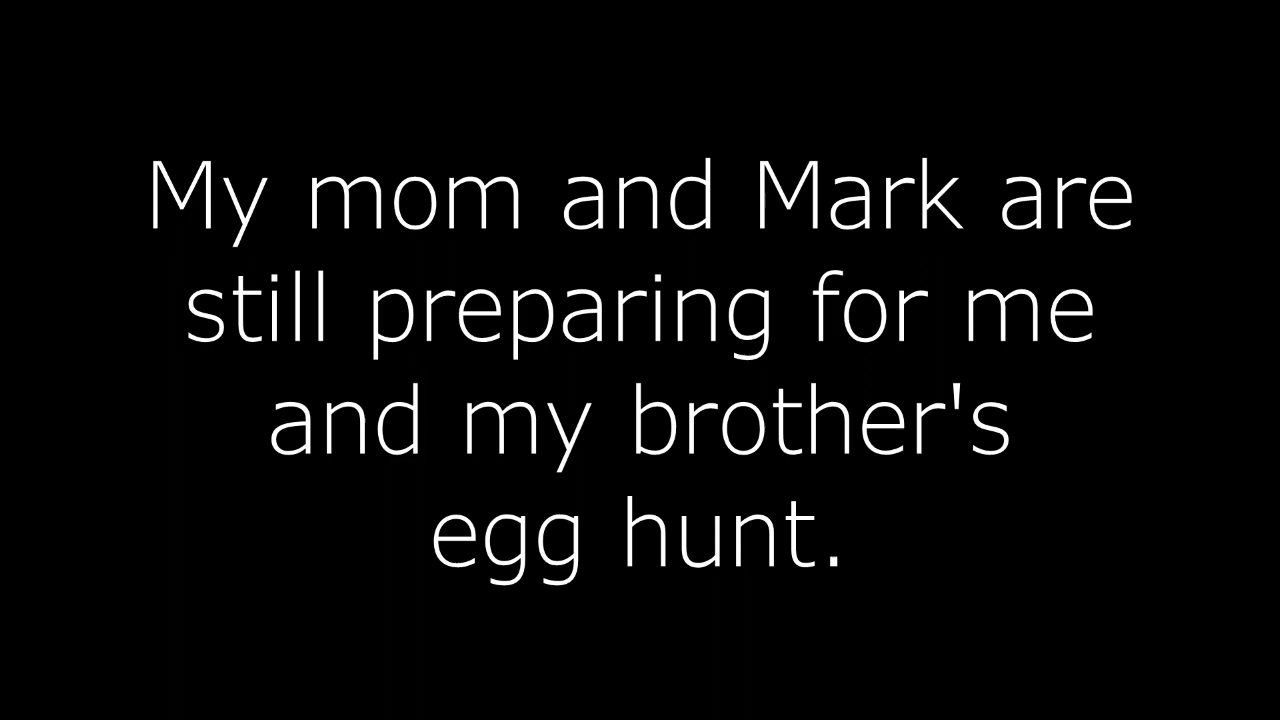 My mom and Mark are
still preparing for me
and my brother's
egg hunt.